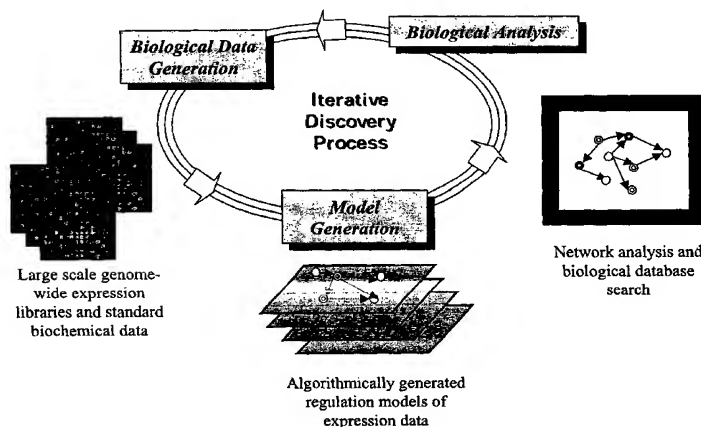 Biological Data
Generation
Biological Analysis
Iterative
Discovery
Process
Model
Generation
Large scale genome-
wide expression
libraries and standard
biochemical data
Network analysis and
biological database
search
Algorithmically generated
regulation models of
expression data